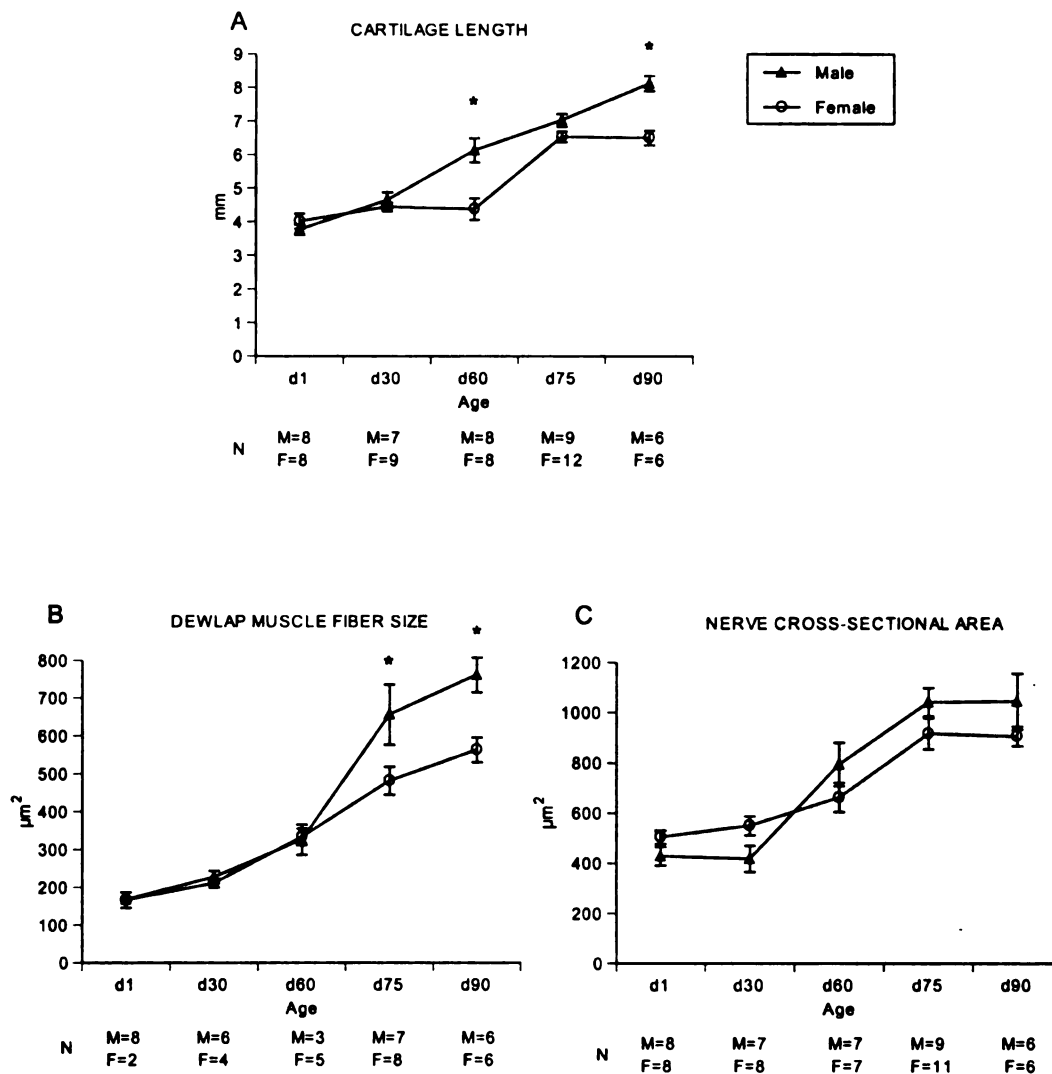 A
CARTILAGE LENGTH
9
8
7
6
5
4
3
2
1
0
mm
*
*
Male
Female
d1 d30 d60 d75 d90
Age
N
M=8 M=7 M=8 M=9 M=6
F=8 F=9 F=8 F=12 F=6
B
DEWLAP MUSCLE FIBER SIZE
800
700
600
500
400
300
200
100
0
µm²
*
*
d1 d30 d60 d75 d90
Age
N
M=8 M=6 M=3 M=7 M=6
F=2 F=4 F=5 F=8 F=6
C
NERVE CROSS-SECTIONAL AREA
1200
1000
800
600
400
200
0
µm²
d1 d30 d60 d75 d90
Age
N
M=8 M=7 M=7 M=9 M=6
F=8 F=8 F=7 F=11 F=6